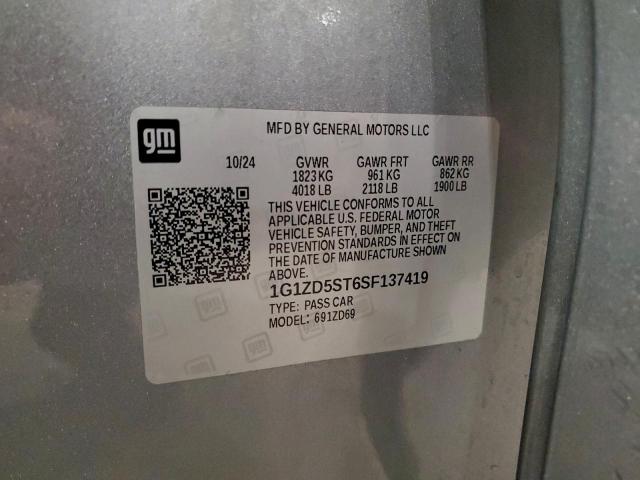 gm
MFD BY GENERAL MOTORS LLC
10/24 GVWR GAWR FRT GAWR RR
1823 KG 961 KG 862 KG
4018 LB 2118 LB 1900 LB
THIS VEHICLE CONFORMS TO ALL
APPLICABLE U.S. FEDERAL MOTOR
VEHICLE SAFETY, BUMPER, AND THEFT
PREVENTION STANDARDS IN EFFECT ON
THE DATE OF MANUFACTURE SHOWN
ABOVE.
1G1ZD5ST6SF137419
TYPE: PASS CAR
MODEL: 691ZD69